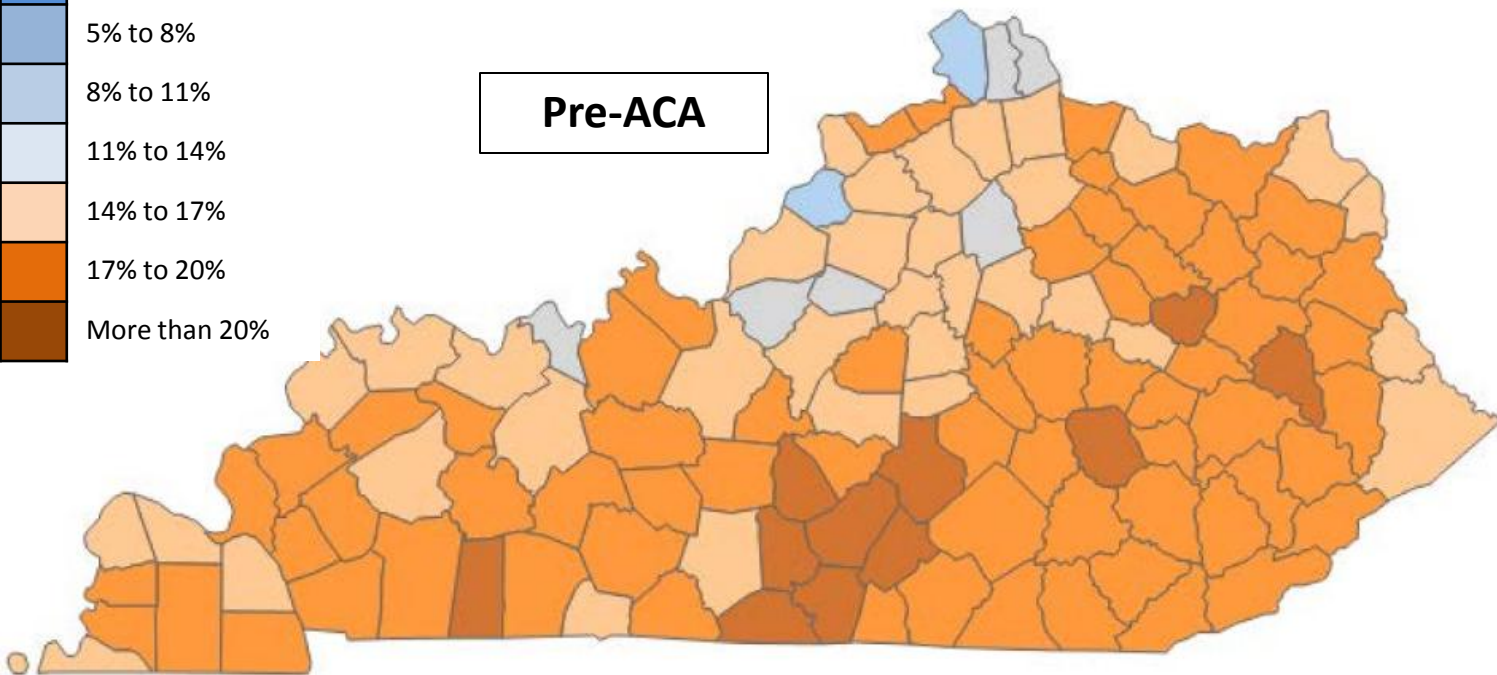 5% to 8%
8% to 11%
11% to 14%
14% to 17%
17% to 20%
More than 20%
Pre-ACA